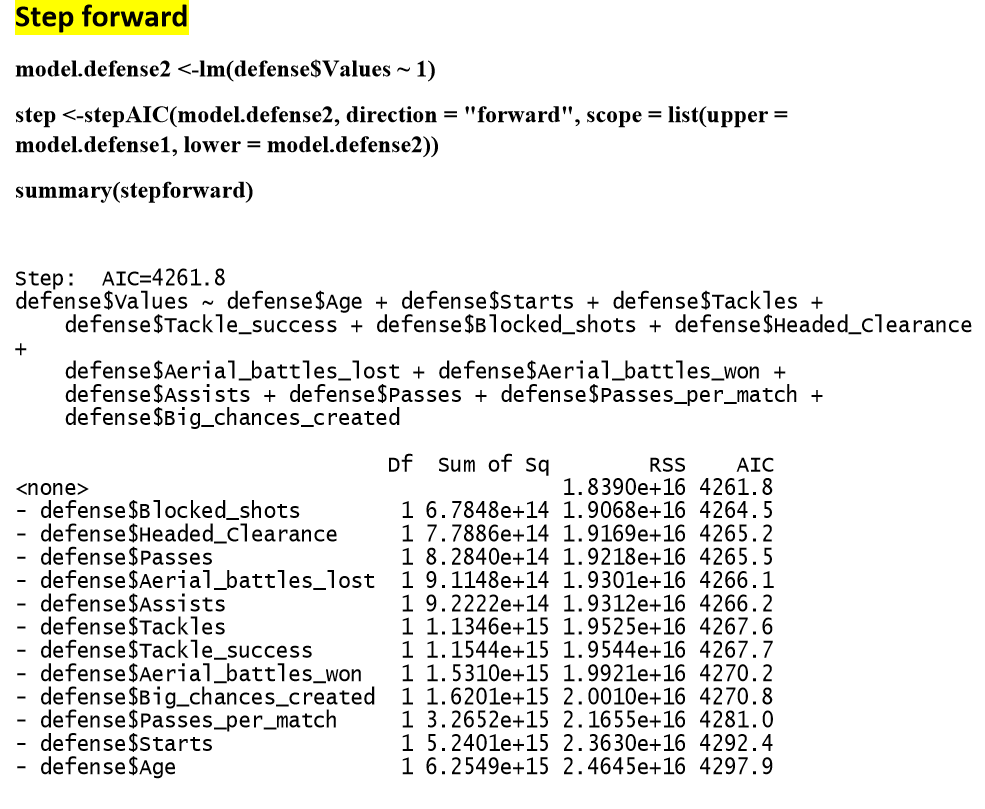 Step forward
model.defense2 <-lm(defense$Values ~ 1)
step <-stepAIC(model.defense2, direction = "forward", scope = list(upper =
model.defense1, lower = model.defense2))
summary(stepforward)
Step:  AIC=4261.8
defense$Values ~ defense$Age + defense$Starts + defense$Tackles +
    defense$Tackle_success + defense$Blocked_shots + defense$Headed_Clearance
+
    defense$Aerial_battles_lost + defense$Aerial_battles_won +
    defense$Assists + defense$Passes + defense$Passes_per_match +
    defense$Big_chances_created
                              Df  Sum of Sq        RSS    AIC
<none>                                      1.8390e+16 4261.8
- defense$Blocked_shots        1 6.7848e+14 1.9068e+16 4264.5
- defense$Headed_Clearance     1 7.7886e+14 1.9169e+16 4265.2
- defense$Passes               1 8.2840e+14 1.9218e+16 4265.5
- defense$Aerial_battles_lost  1 9.1148e+14 1.9301e+16 4266.1
- defense$Assists              1 9.2222e+14 1.9312e+16 4266.2
- defense$Tackles              1 1.1346e+15 1.9525e+16 4267.6
- defense$Tackle_success       1 1.1544e+15 1.9544e+16 4267.7
- defense$Aerial_battles_won   1 1.5310e+15 1.9921e+16 4270.2
- defense$Big_chances_created  1 1.6201e+15 2.0010e+16 4270.8
- defense$Passes_per_match     1 3.2652e+15 2.1655e+16 4281.0
- defense$Starts               1 5.2401e+15 2.3630e+16 4292.4
- defense$Age                  1 6.2549e+15 2.4645e+16 4297.9